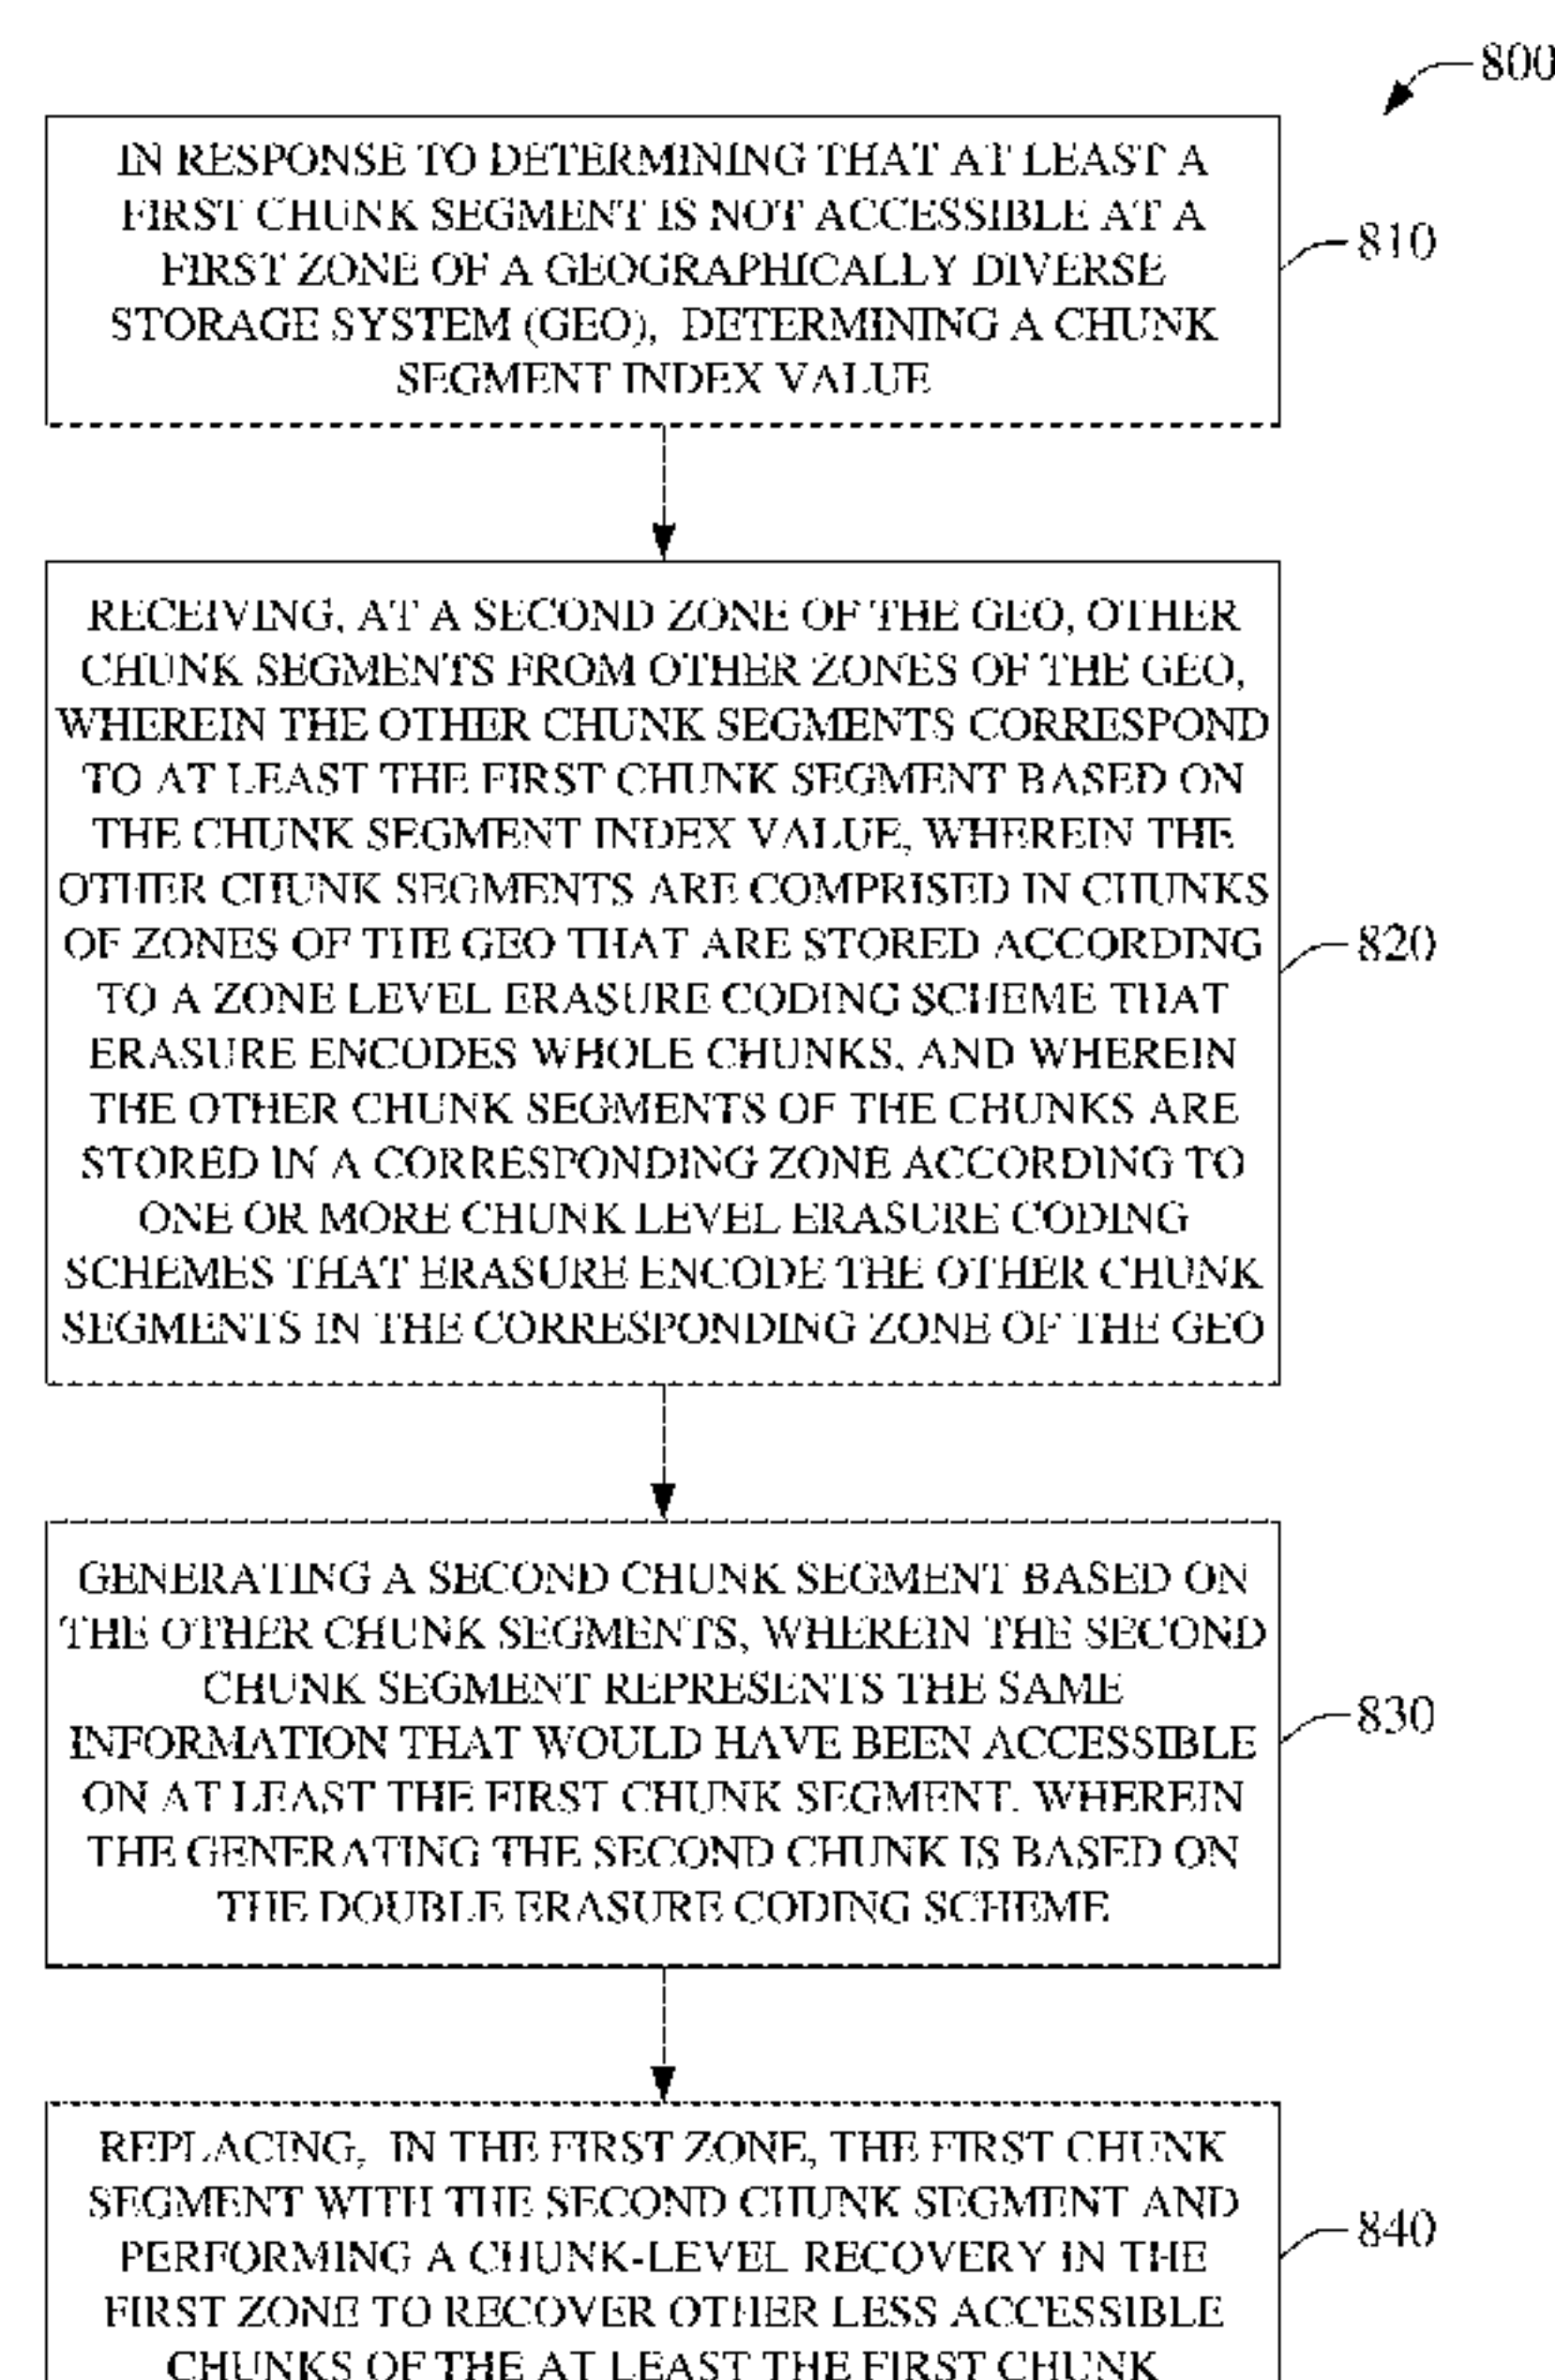 800
IN RESPONSE TO DETERMINING THAT AT LEAST A
FIRST CHUNK SEGMENT IS NOT ACCESSIBLE AT A
FIRST ZONE OF A GEOGRAPHICALLY DIVERSE
STORAGE SYSTEM (GEO), DETERMINING A CHUNK
SEGMENT INDEX VALUE
810
RECEIVING, AT A SECOND ZONE OF THE GEO, OTHER
CHUNK SEGMENTS FROM OTHER ZONES OF THE GEO,
WHEREIN THE OTHER CHUNK SEGMENTS CORRESPOND
TO AT LEAST THE FIRST CHUNK SEGMENT BASED ON
THE CHUNK SEGMENT INDEX VALUE, WHEREIN THE
OTHER CHUNK SEGMENTS ARE COMPRISED IN CHUNKS
OF ZONES OF THE GEO THAT ARE STORED ACCORDING
TO A ZONE LEVEL ERASURE CODING SCHEME THAT
ERASURE ENCODES WHOLE CHUNKS, AND WHEREIN
THE OTHER CHUNK SEGMENTS OF THE CHUNKS ARE
STORED IN A CORRESPONDING ZONE ACCORDING TO
ONE OR MORE CHUNK LEVEL ERASURE CODING
SCHEMES THAT ERASURE ENCODE THE OTHER CHUNK
SEGMENTS IN THE CORRESPONDING ZONE OF THE GEO
820
GENERATING A SECOND CHUNK SEGMENT BASED ON
THE OTHER CHUNK SEGMENTS, WHEREIN THE SECOND
CHUNK SEGMENT REPRESENTS THE SAME
INFORMATION THAT WOULD HAVE BEEN ACCESSIBLE
ON AT LEAST THE FIRST CHUNK SEGMENT. WHEREIN
THE GENERATING THE SECOND CHUNK IS BASED ON
THE DOUBLE ERASURE CODING SCHEME
830
REPLACING, IN THE FIRST ZONE, THE FIRST CHUNK
SEGMENT WITH THE SECOND CHUNK SEGMENT AND
PERFORMING A CHUNK-LEVEL RECOVERY IN THE
FIRST ZONE TO RECOVER OTHER LESS ACCESSIBLE
CHUNKS OF THE AT LEAST THE FIRST CHUNK
840